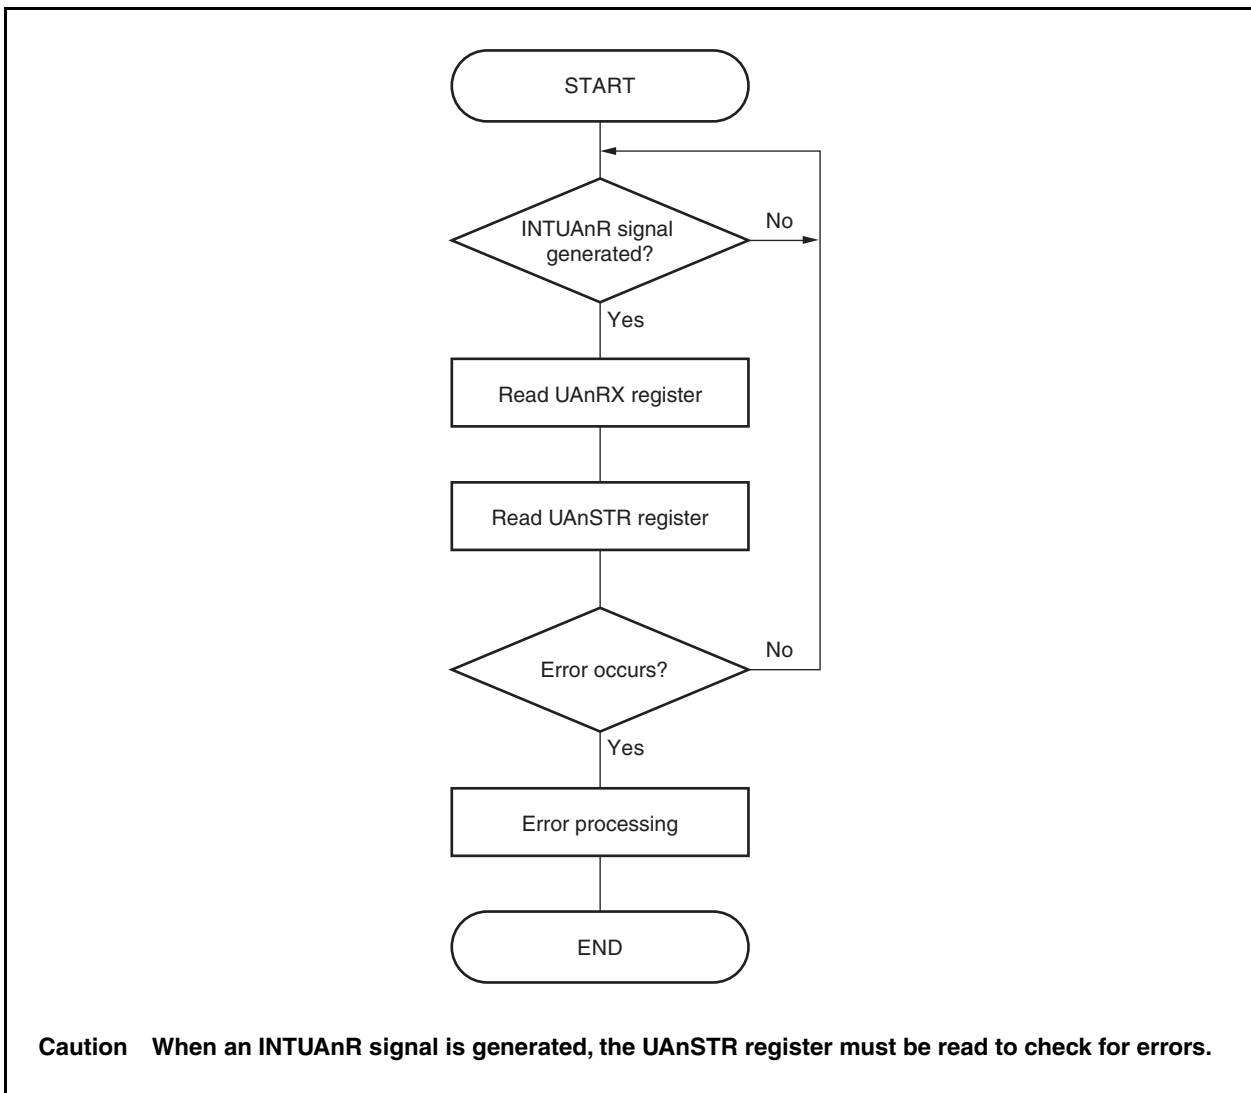 START
INTUAnR signal
generated?
No
Yes
Read UAnRX register
Read UAnSTR register
Error occurs?
No
Yes
Error processing
END
Caution When an INTUAnR signal is generated, the UAnSTR register must be read to check for errors.